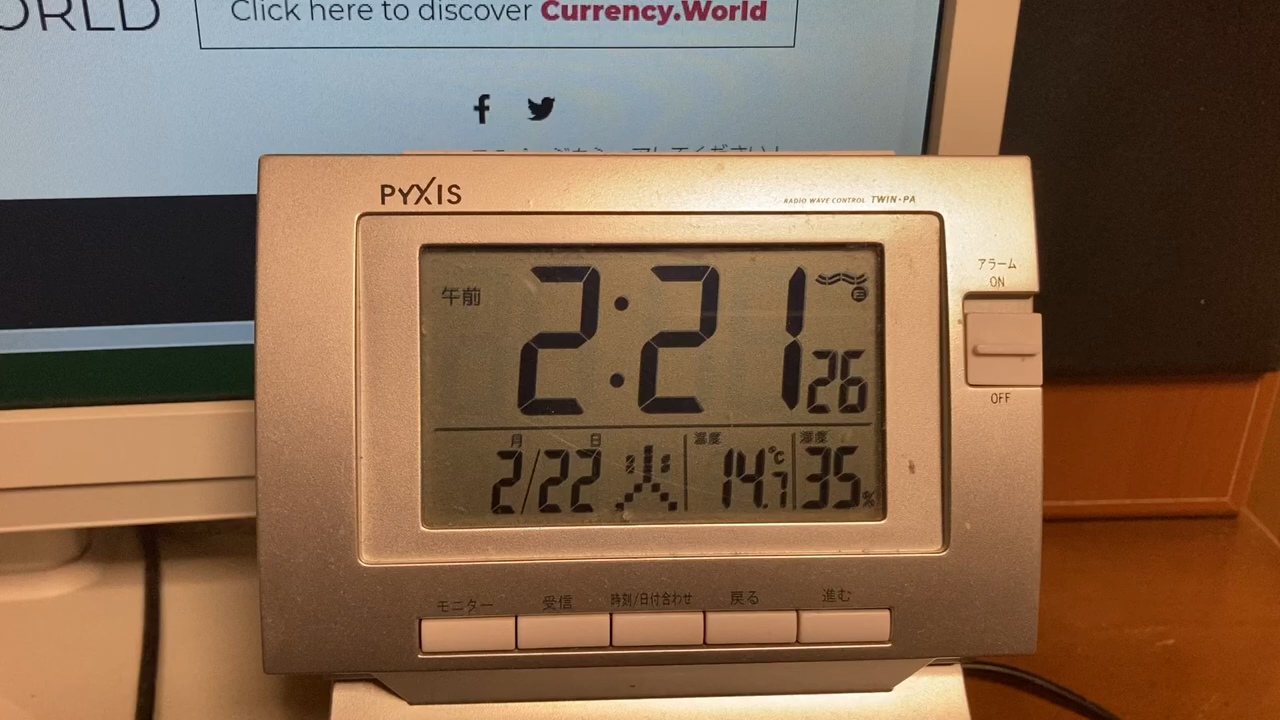 ORLD
Click here to discover Currency.World
PYXIS
RADIO WAVE CONTROL TWIN-PA
アラーム
ON
OFF
午前
2:21 26
月 日 温度 湿度
2/22 火 14.7 °C 35 %
モニター 受信 時刻/日付合わせ 戻る 進む